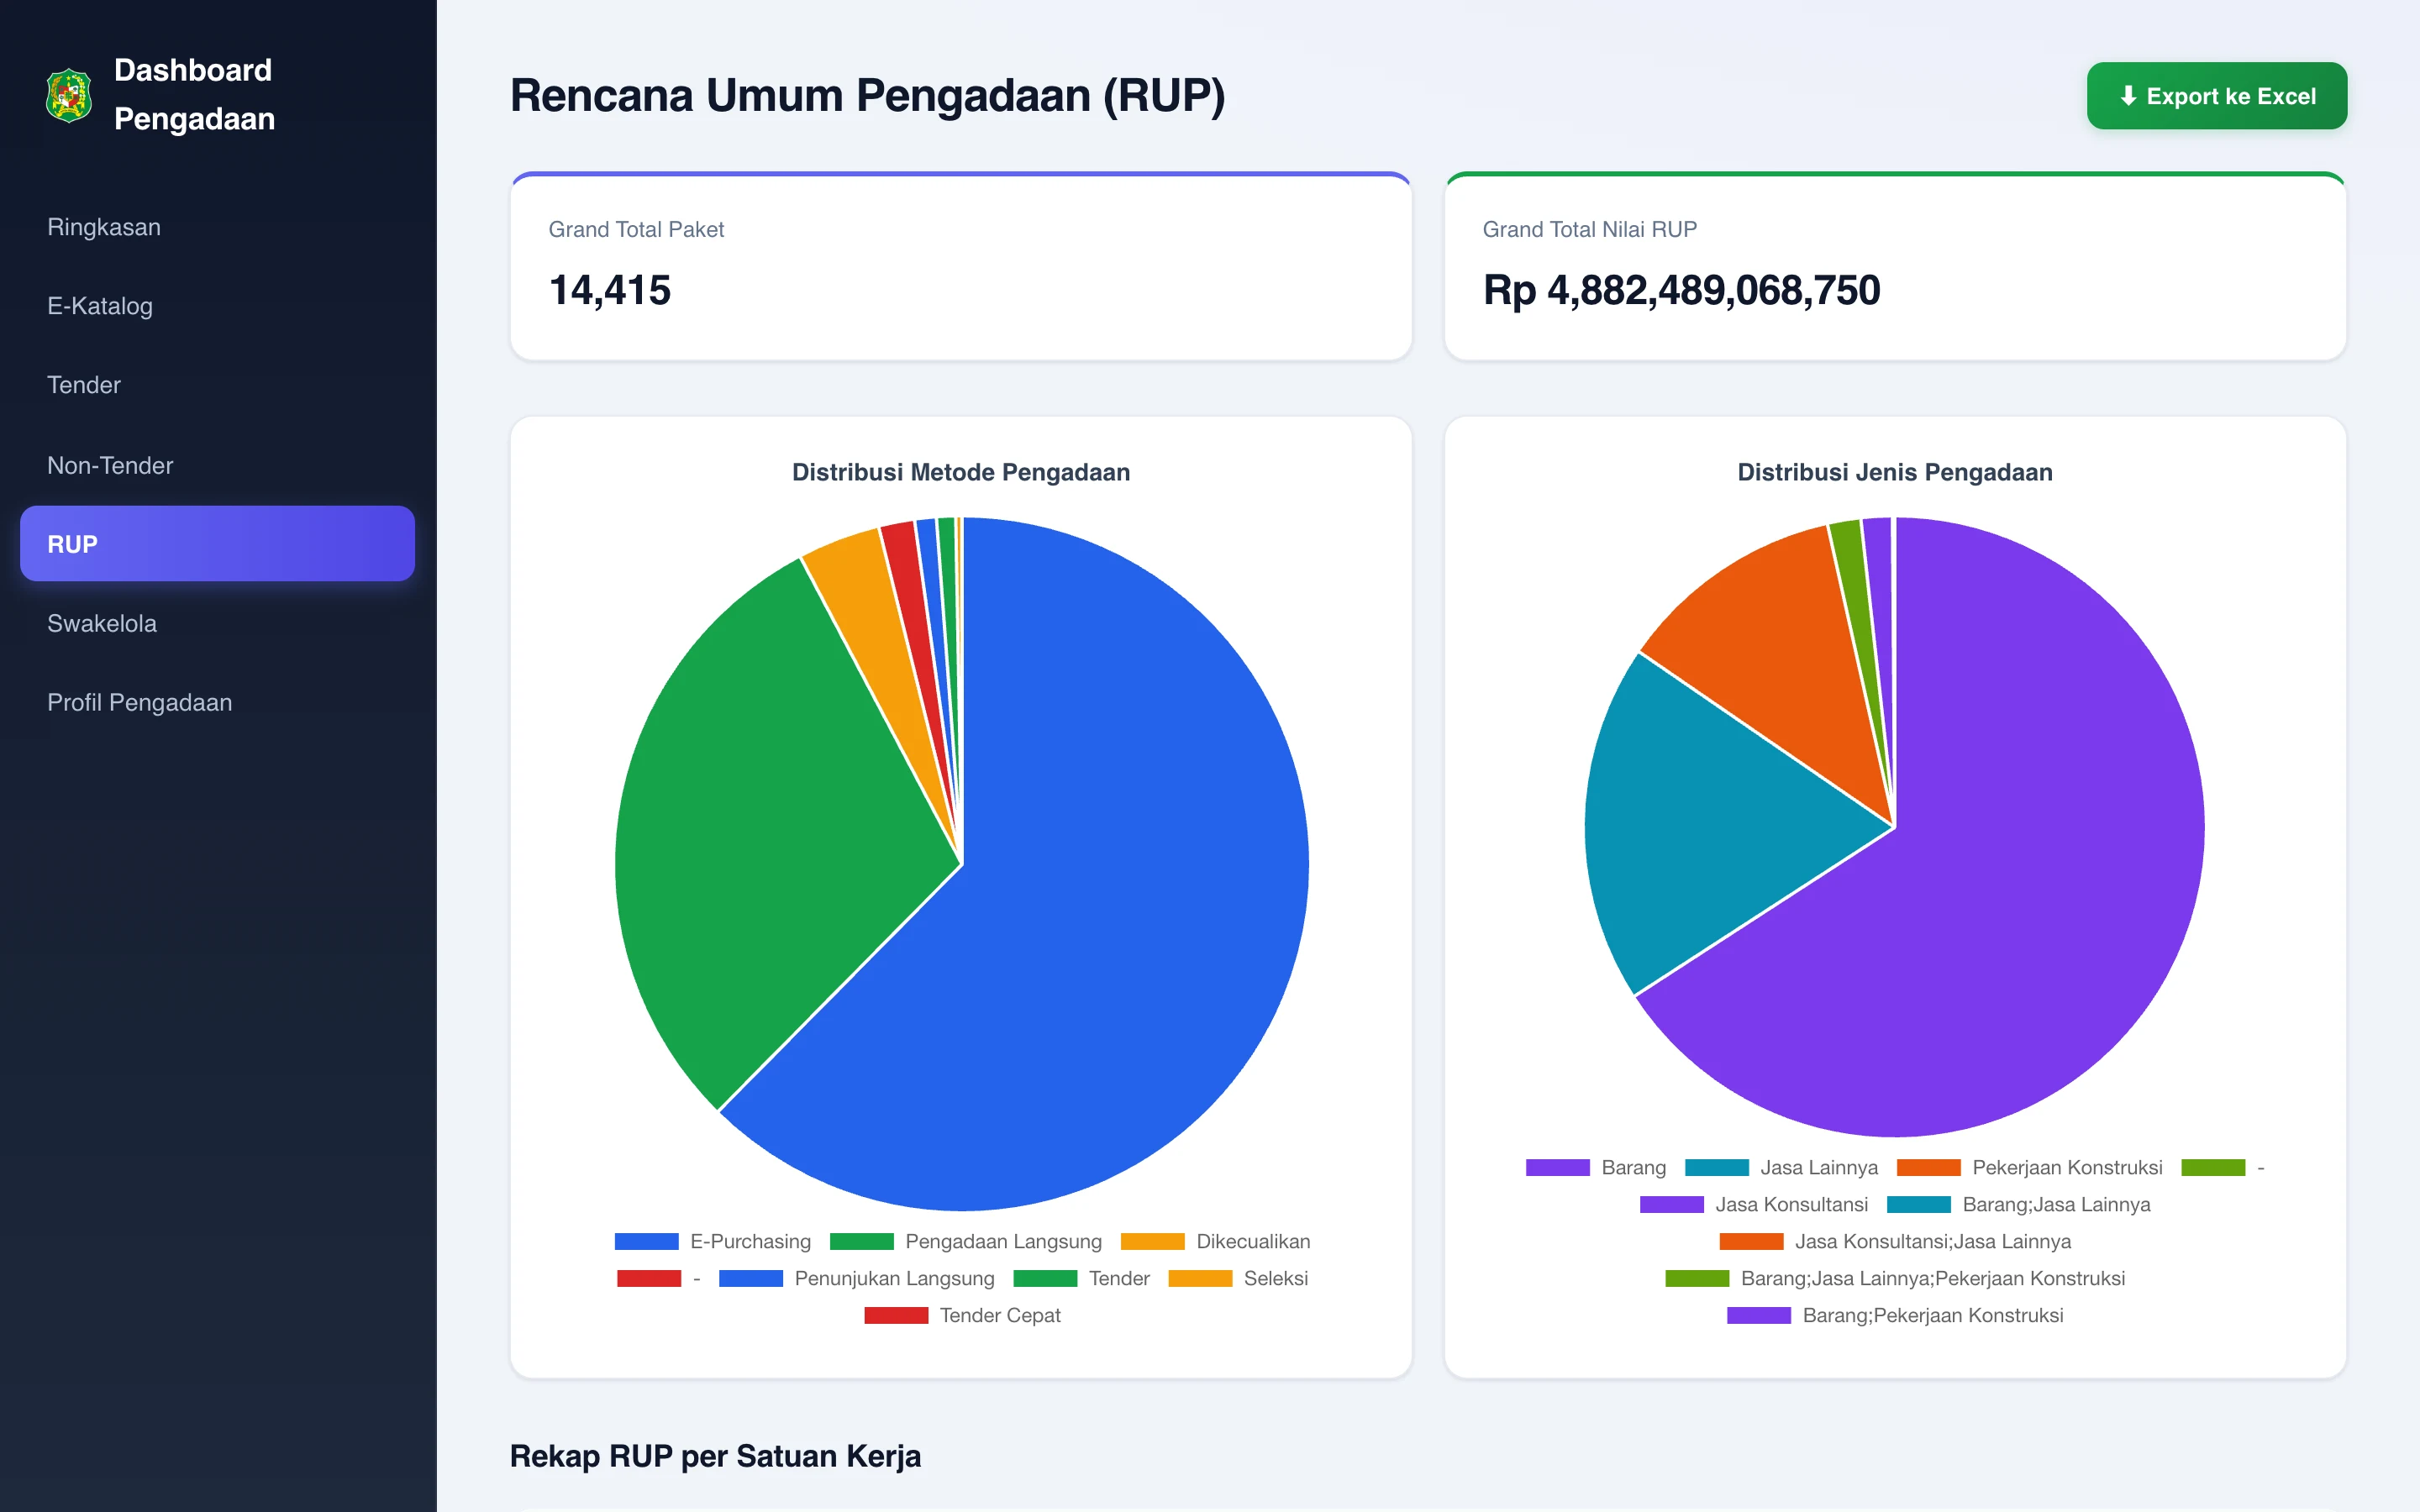 Dashboard
Pengadaan
Ringkasan
E-Katalog
Tender
Non-Tender
RUP
Swakelola
Profil Pengadaan
Rencana Umum Pengadaan (RUP)
⬇ Export ke Excel
Grand Total Paket
14,415
Grand Total Nilai RUP
Rp 4,882,489,068,750
Distribusi Metode Pengadaan
E-Purchasing Pengadaan Langsung Dikecualikan
- Penunjukan Langsung Tender Seleksi
Tender Cepat
Distribusi Jenis Pengadaan
Barang Jasa Lainnya Pekerjaan Konstruksi -
Jasa Konsultansi Barang;Jasa Lainnya
Jasa Konsultansi;Jasa Lainnya
Barang;Jasa Lainnya;Pekerjaan Konstruksi
Barang;Pekerjaan Konstruksi
Rekap RUP per Satuan Kerja